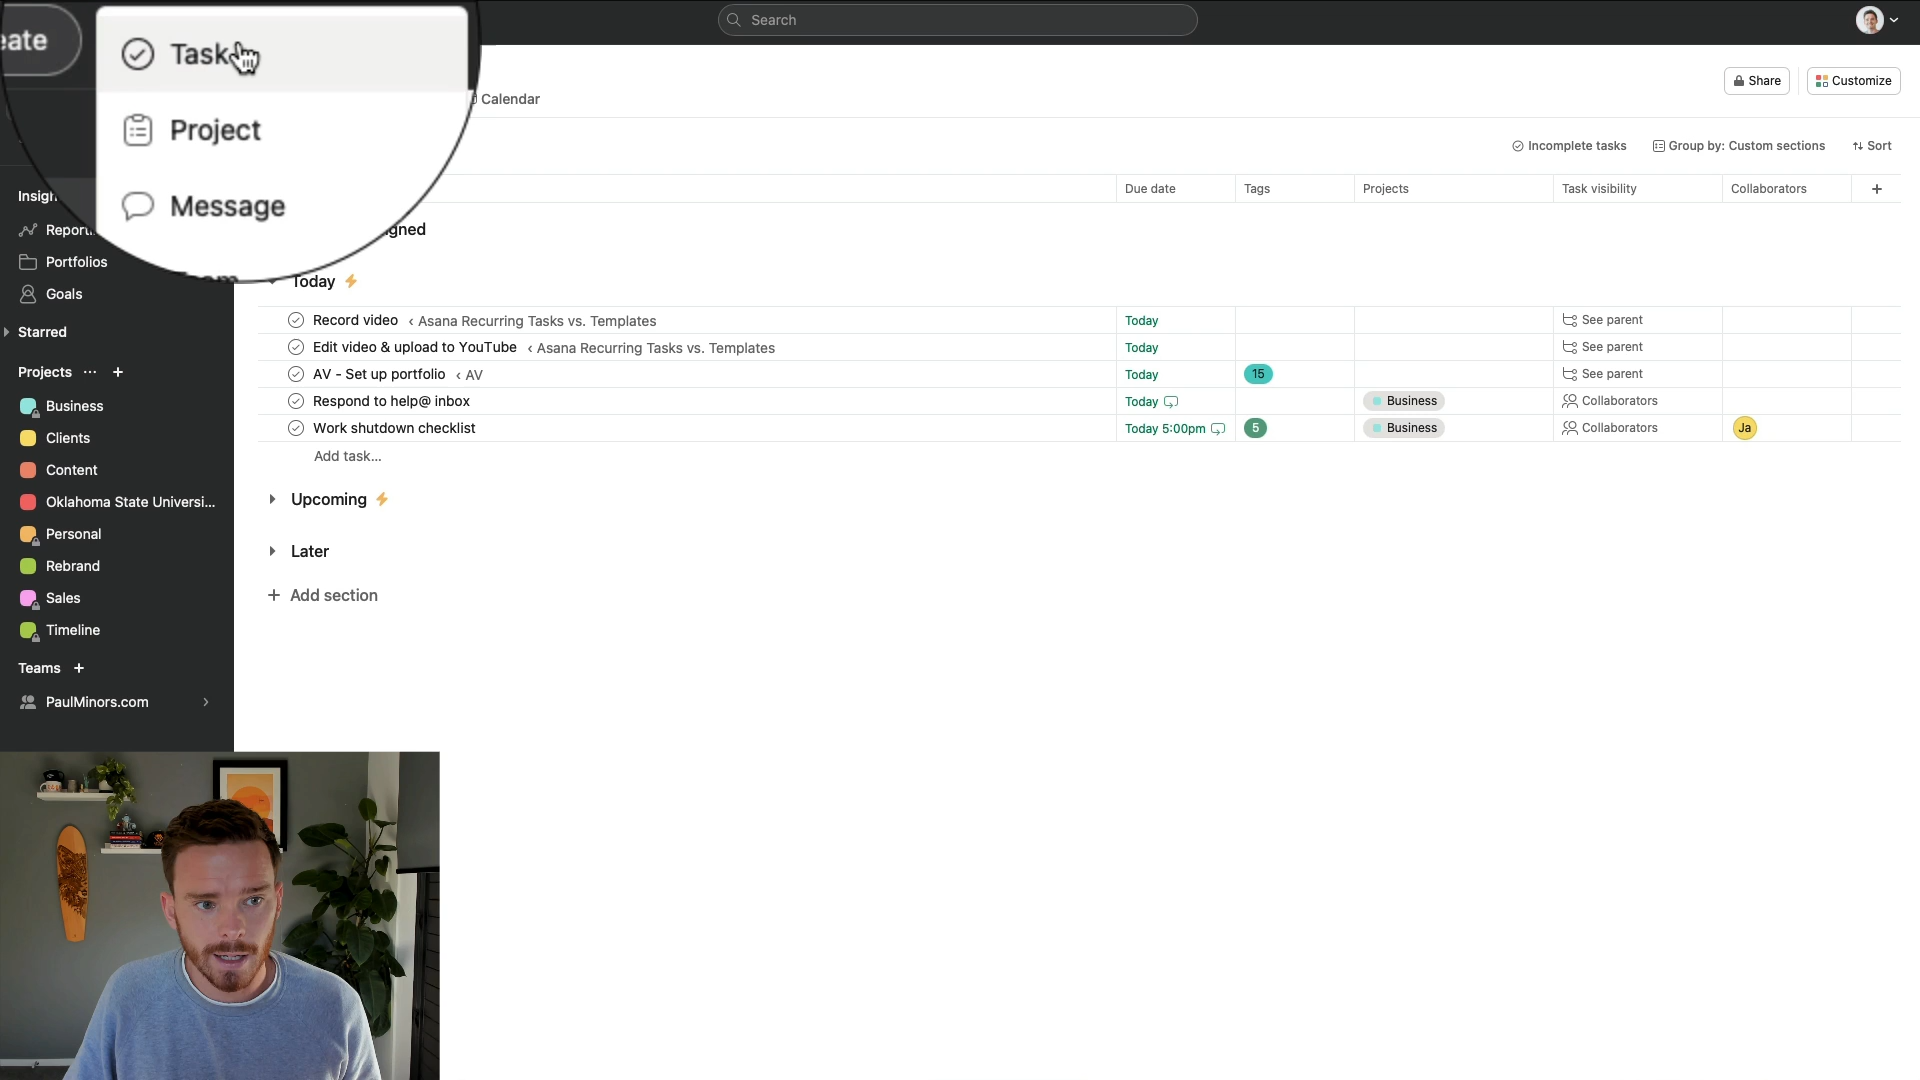 eate
Task
Project
Message
Search
Calendar
Share
Customize
Incomplete tasks
Group by: Custom sections
Sort
Due date
Tags
Projects
Task visibility
Collaborators
Portfolios
Goals
Starred
Projects
Business
Clients
Content
Oklahoma State Universi...
Personal
Rebrand
Sales
Timeline
Teams
PaulMinors.com
Today
Record video ‹ Asana Recurring Tasks vs. Templates Today See parent
Edit video & upload to YouTube ‹ Asana Recurring Tasks vs. Templates Today See parent
AV - Set up portfolio ‹ AV Today 15 See parent
Respond to help@ inbox Today Business Collaborators
Work shutdown checklist Today 5:00pm 5 Business Collaborators Ja
Add task...
Upcoming
Later
+ Add section